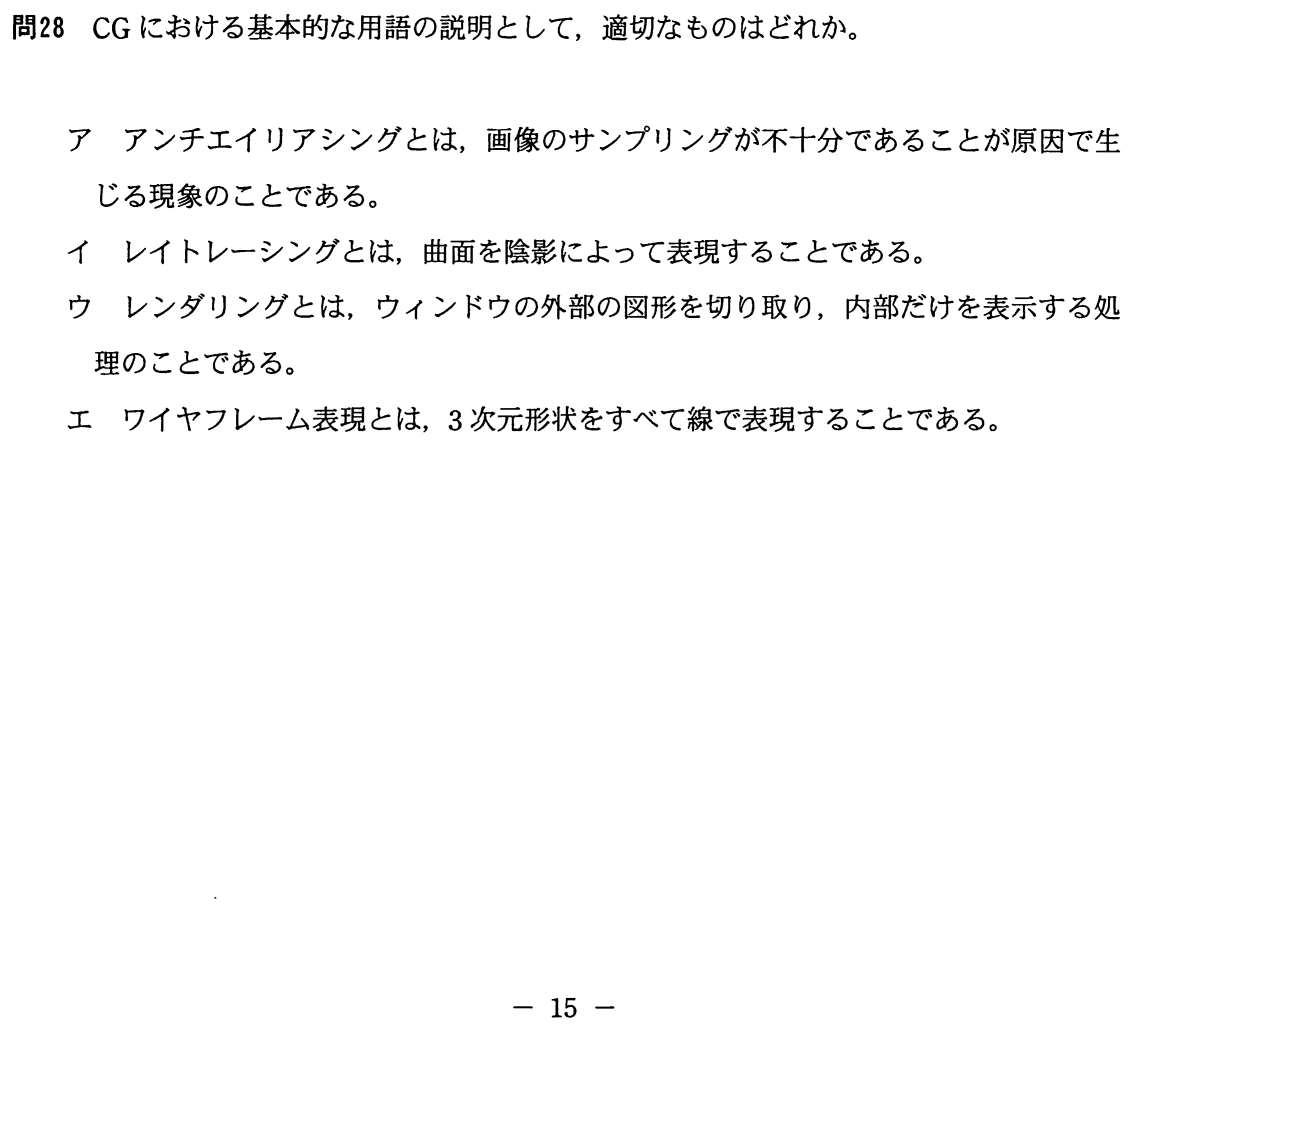 問28 CG における基本的な用語の説明として，適切なものはどれか。
ア アンチエイリアシングとは，画像のサンプリングが不十分であることが原因で生
じる現象のことである。
イ レイトレーシングとは，曲面を陰影によって表現することである。
ウ レンダリングとは，ウィンドウの外部の図形を切り取り，内部だけを表示する処
理のことである。
エ ワイヤフレーム表現とは，3 次元形状をすべて線で表現することである。
－ 15 －